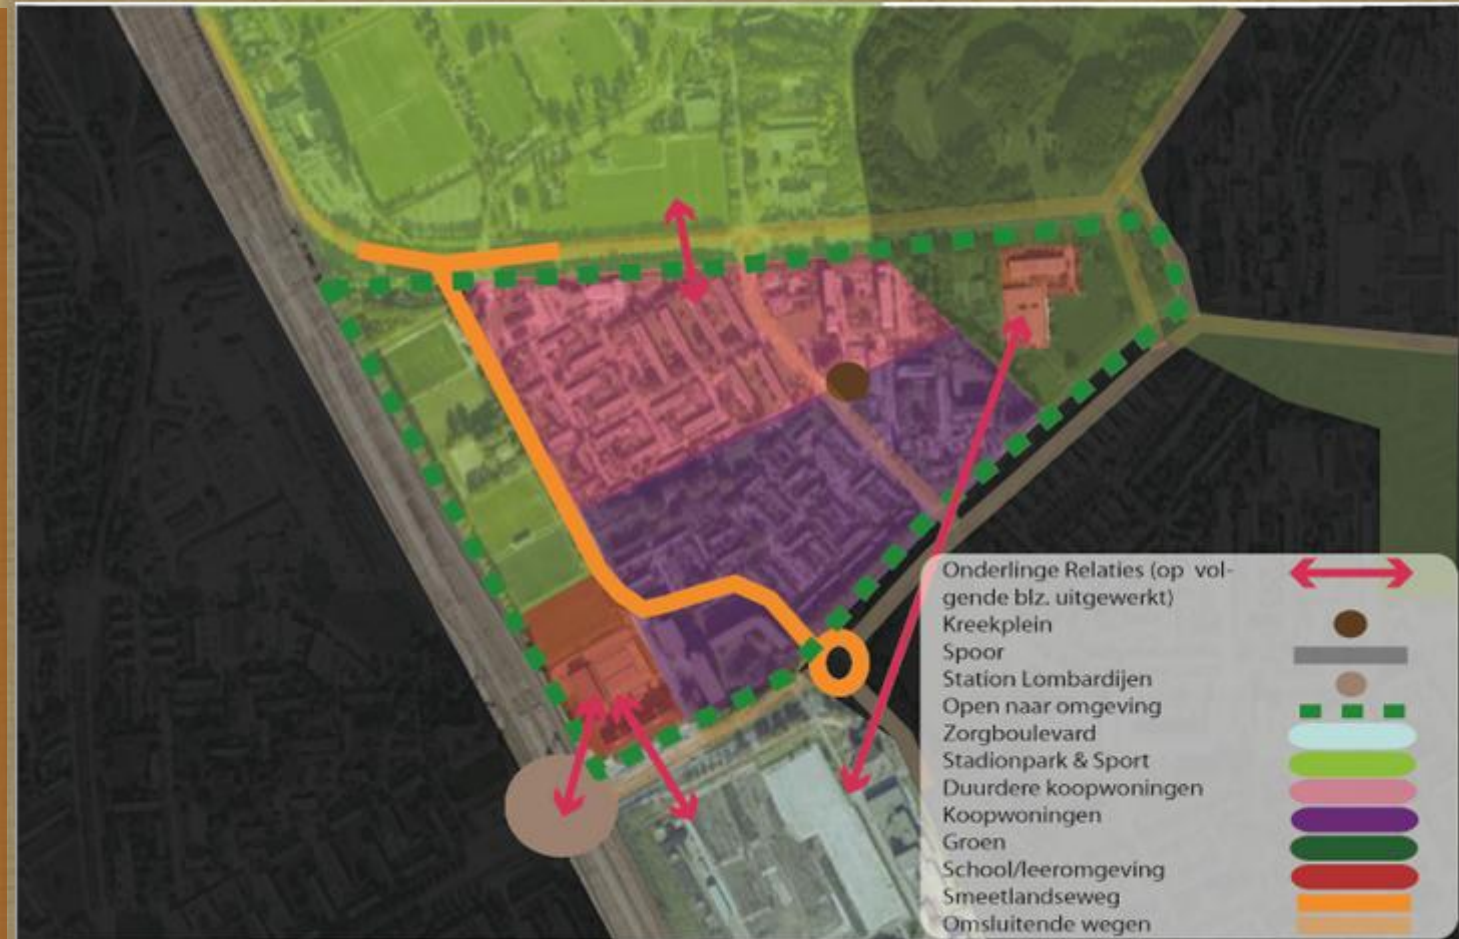 Onderlinge Relaties (op vol-
gende blz. uitgewerkt)
Kreekplein
Spoor
Station Lombardijen
Open naar omgeving
Zorgboulevard
Stadionpark & Sport
Duurdere koopwoningen
Koopwoningen
Groen
School/leeromgeving
Smeetlandseweg
Omsluitende wegen